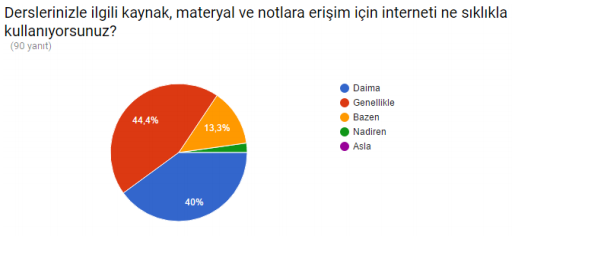 Derslerinizle ilgili kaynak, materyal ve notlara erişim için interneti ne sıklıkla
kullanıyorsunuz?
(90 yanıt)
Daima
Genellikle
Bazen
Nadiren
Asla
44,4%
13,3%
40%